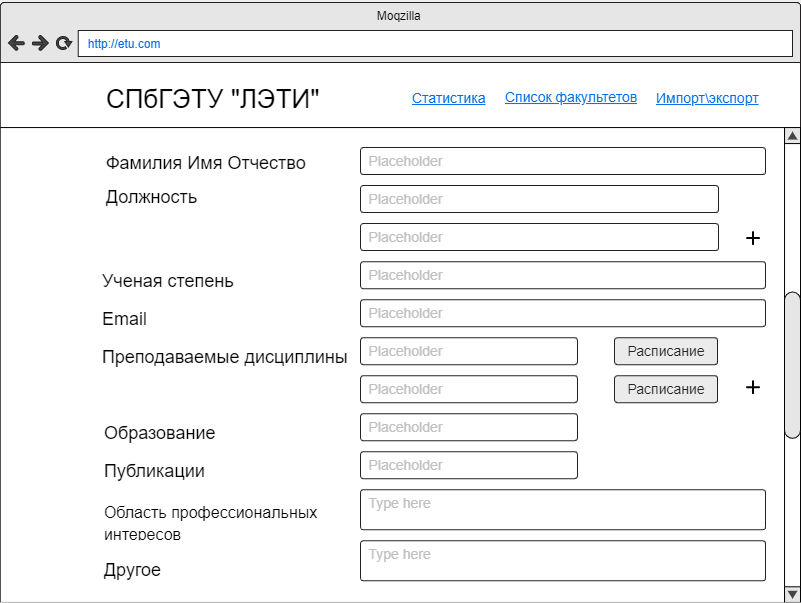 Moqzilla
http://etu.com
СПбГЭТУ "ЛЭТИ"
Статистика
Список факультетов
Импорт\экспорт
Фамилия Имя Отчество
Placeholder
Должность
Placeholder
Placeholder
+
Ученая степень
Placeholder
Email
Placeholder
Преподаваемые дисциплины
Placeholder
Расписание
Placeholder
Расписание
+
Образование
Placeholder
Публикации
Placeholder
Область профессиональных
интересов
Type here
Другое
Type here